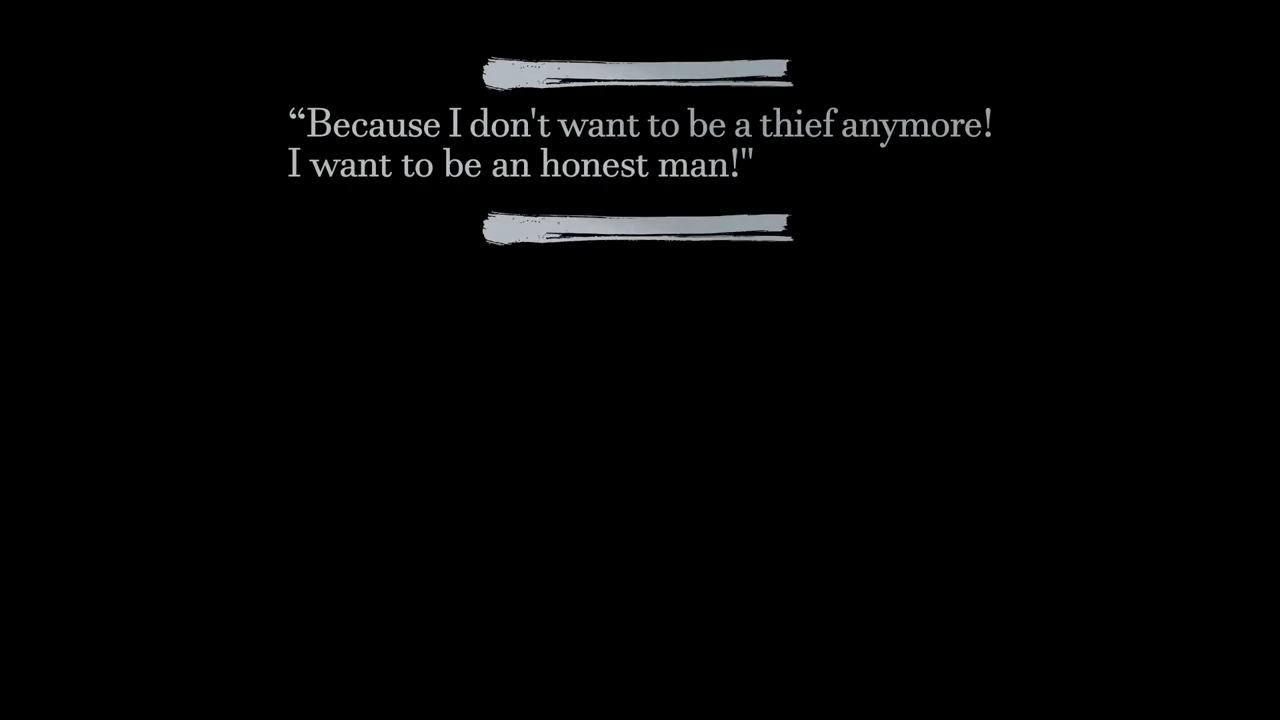 “Because I don't want to be a thief anymore!
I want to be an honest man!"